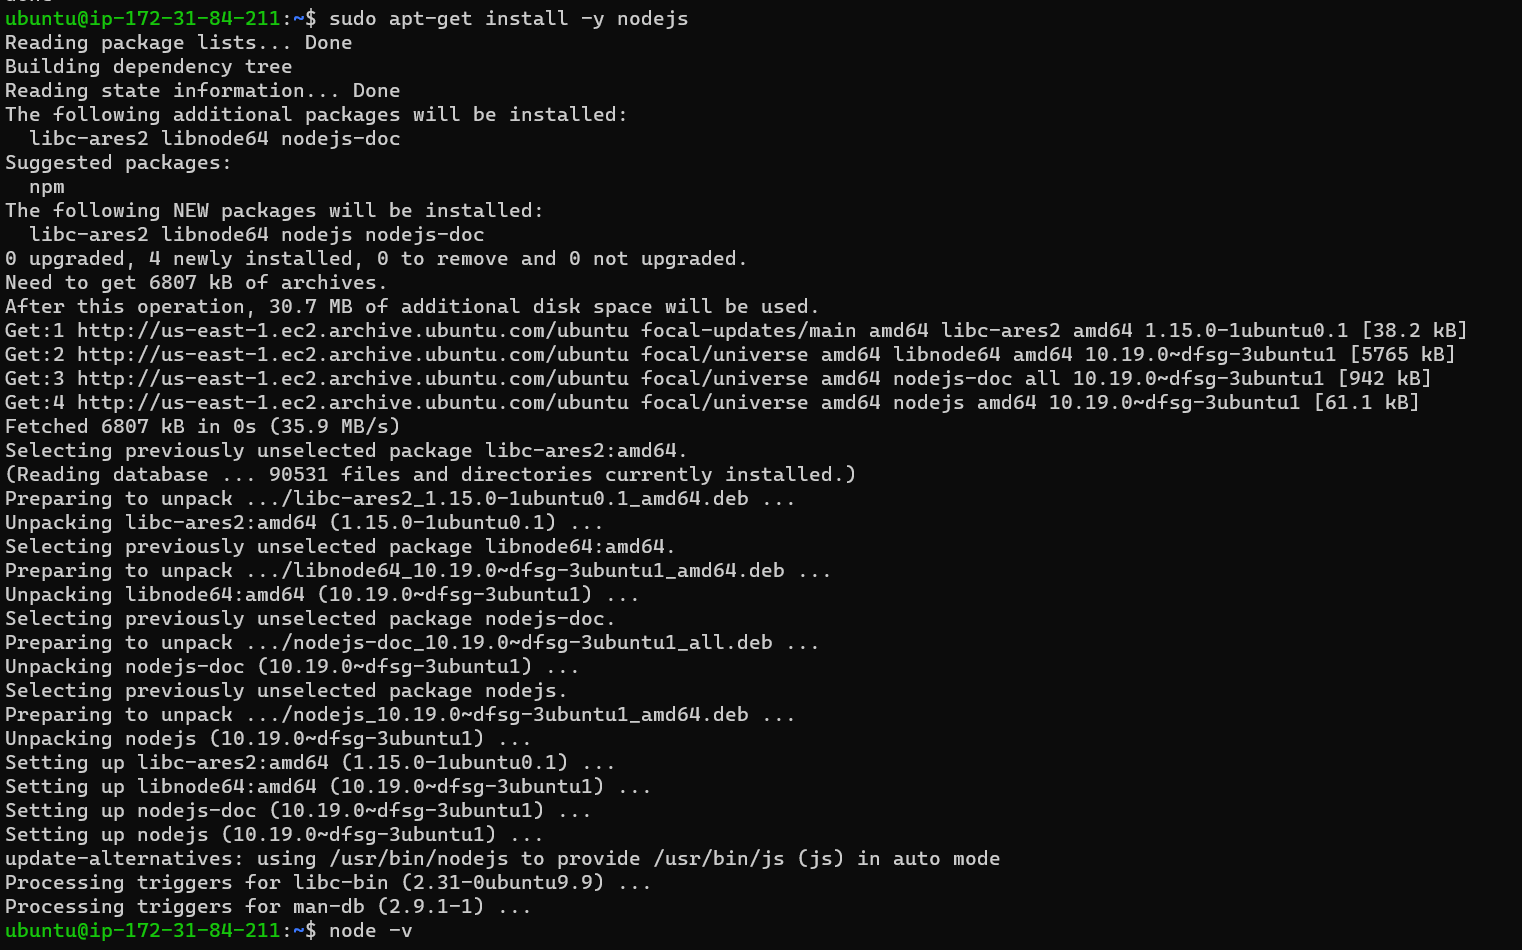 ubuntu@ip-172-31-84-211:~$ sudo apt-get install -y nodejs
Reading package lists... Done
Building dependency tree
Reading state information... Done
The following additional packages will be installed:
  libc-ares2 libnode64 nodejs-doc
Suggested packages:
  npm
The following NEW packages will be installed:
  libc-ares2 libnode64 nodejs nodejs-doc
0 upgraded, 4 newly installed, 0 to remove and 0 not upgraded.
Need to get 6807 kB of archives.
After this operation, 30.7 MB of additional disk space will be used.
Get:1 http://us-east-1.ec2.archive.ubuntu.com/ubuntu focal-updates/main amd64 libc-ares2 amd64 1.15.0-1ubuntu0.1 [38.2 kB]
Get:2 http://us-east-1.ec2.archive.ubuntu.com/ubuntu focal/universe amd64 libnode64 amd64 10.19.0~dfsg-3ubuntu1 [5765 kB]
Get:3 http://us-east-1.ec2.archive.ubuntu.com/ubuntu focal/universe amd64 nodejs-doc all 10.19.0~dfsg-3ubuntu1 [942 kB]
Get:4 http://us-east-1.ec2.archive.ubuntu.com/ubuntu focal/universe amd64 nodejs amd64 10.19.0~dfsg-3ubuntu1 [61.1 kB]
Fetched 6807 kB in 0s (35.9 MB/s)
Selecting previously unselected package libc-ares2:amd64.
(Reading database ... 90531 files and directories currently installed.)
Preparing to unpack .../libc-ares2_1.15.0-1ubuntu0.1_amd64.deb ...
Unpacking libc-ares2:amd64 (1.15.0-1ubuntu0.1) ...
Selecting previously unselected package libnode64:amd64.
Preparing to unpack .../libnode64_10.19.0~dfsg-3ubuntu1_amd64.deb ...
Unpacking libnode64:amd64 (10.19.0~dfsg-3ubuntu1) ...
Selecting previously unselected package nodejs-doc.
Preparing to unpack .../nodejs-doc_10.19.0~dfsg-3ubuntu1_all.deb ...
Unpacking nodejs-doc (10.19.0~dfsg-3ubuntu1) ...
Selecting previously unselected package nodejs.
Preparing to unpack .../nodejs_10.19.0~dfsg-3ubuntu1_amd64.deb ...
Unpacking nodejs (10.19.0~dfsg-3ubuntu1) ...
Setting up libc-ares2:amd64 (1.15.0-1ubuntu0.1) ...
Setting up libnode64:amd64 (10.19.0~dfsg-3ubuntu1) ...
Setting up nodejs-doc (10.19.0~dfsg-3ubuntu1) ...
Setting up nodejs (10.19.0~dfsg-3ubuntu1) ...
update-alternatives: using /usr/bin/nodejs to provide /usr/bin/js (js) in auto mode
Processing triggers for libc-bin (2.31-0ubuntu9.9) ...
Processing triggers for man-db (2.9.1-1) ...
ubuntu@ip-172-31-84-211:~$ node -v